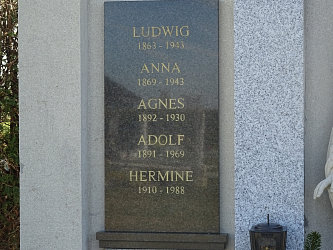 LUDWIG
1863 - 1943
ANNA
1869 - 1943
AGNES
1892 - 1930
ADOLF
1891 - 1969
HERMINE
1910 - 1988